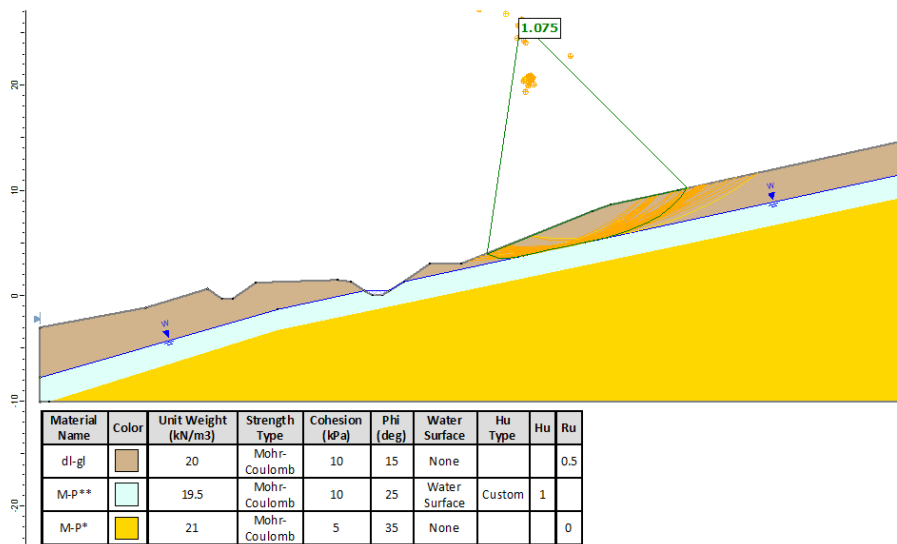 1.075
20
10
0
-10
-20
W
W
Material Name Color Unit Weight (kN/m3) Strength Type Cohesion (kPa) Phi (deg) Water Surface Hu Type Hu Ru
dl-gl 20 Mohr-Coulomb 10 15 None 0.5
M-P** 19.5 Mohr-Coulomb 10 25 Water Surface Custom 1
M-P* 21 Mohr-Coulomb 5 35 None 0